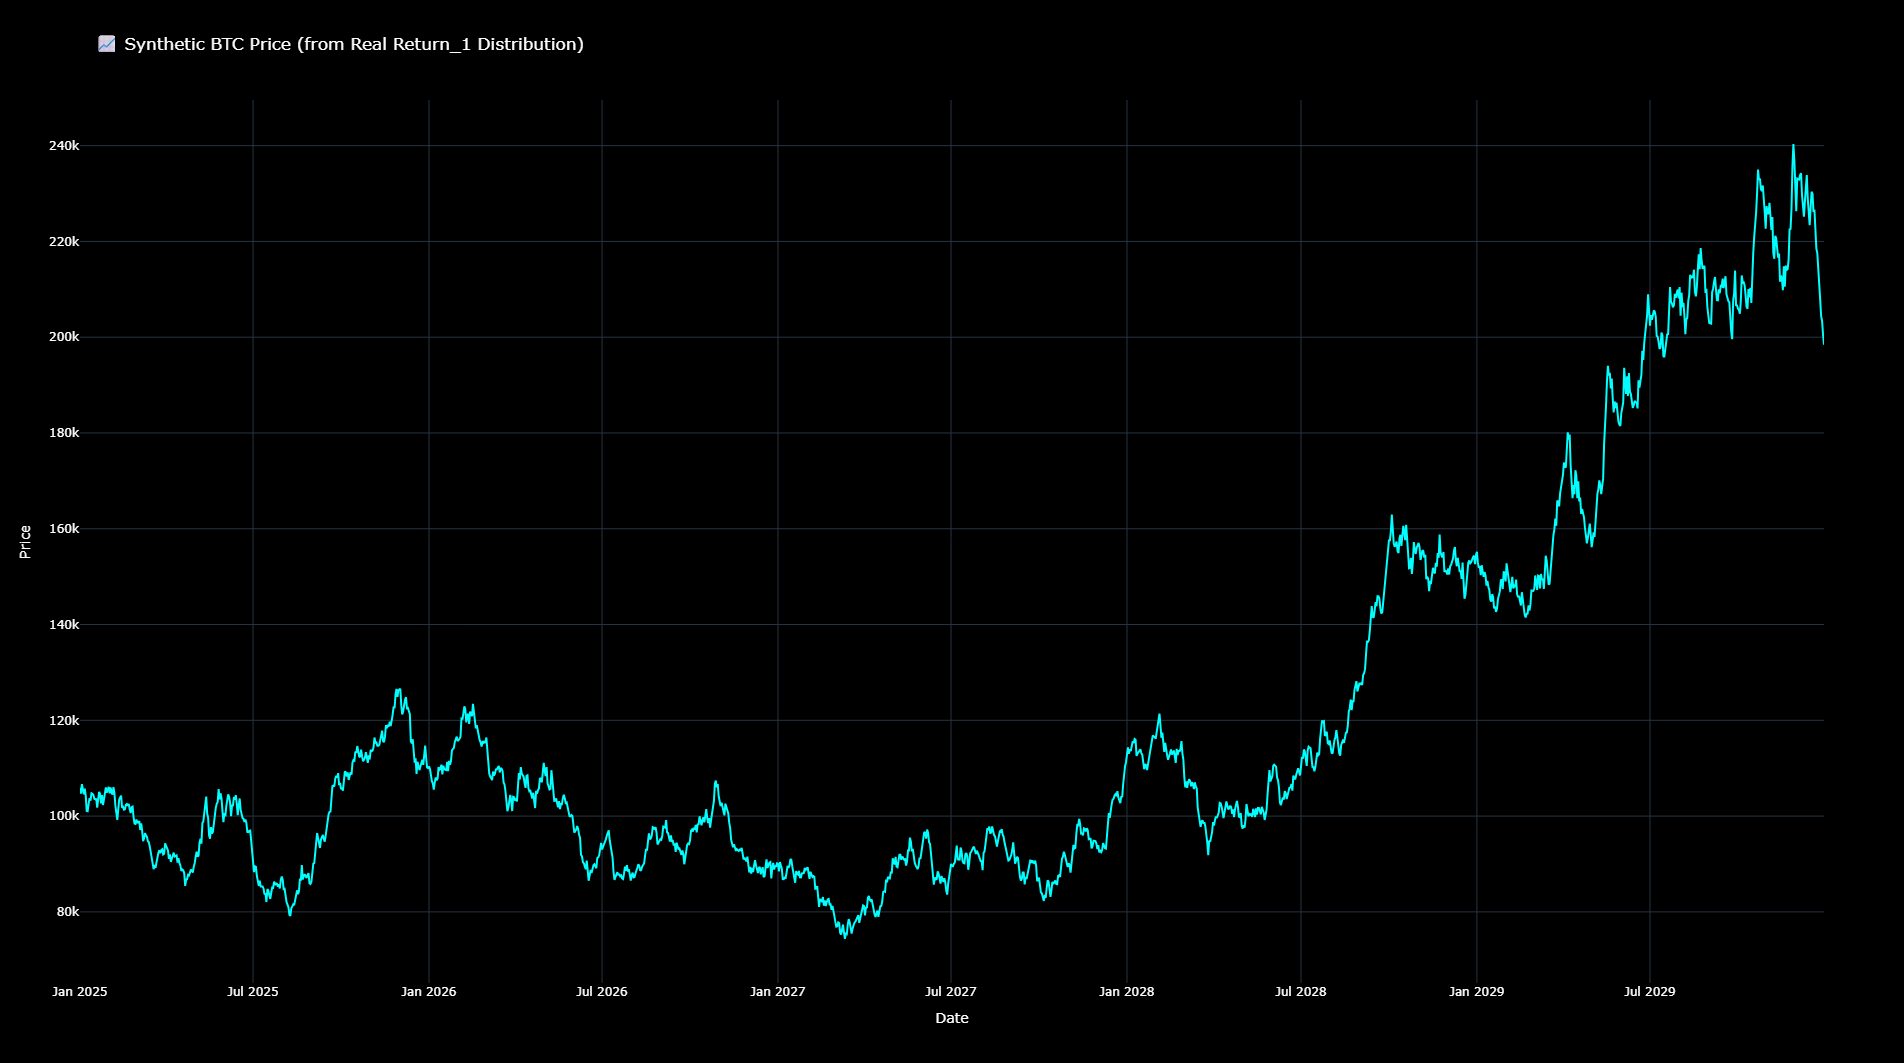 📈 Synthetic BTC Price (from Real Return_1 Distribution)
240k
220k
200k
180k
160k
140k
120k
100k
80k
Price
Jan 2025 Jul 2025 Jan 2026 Jul 2026 Jan 2027 Jul 2027 Jan 2028 Jul 2028 Jan 2029 Jul 2029
Date